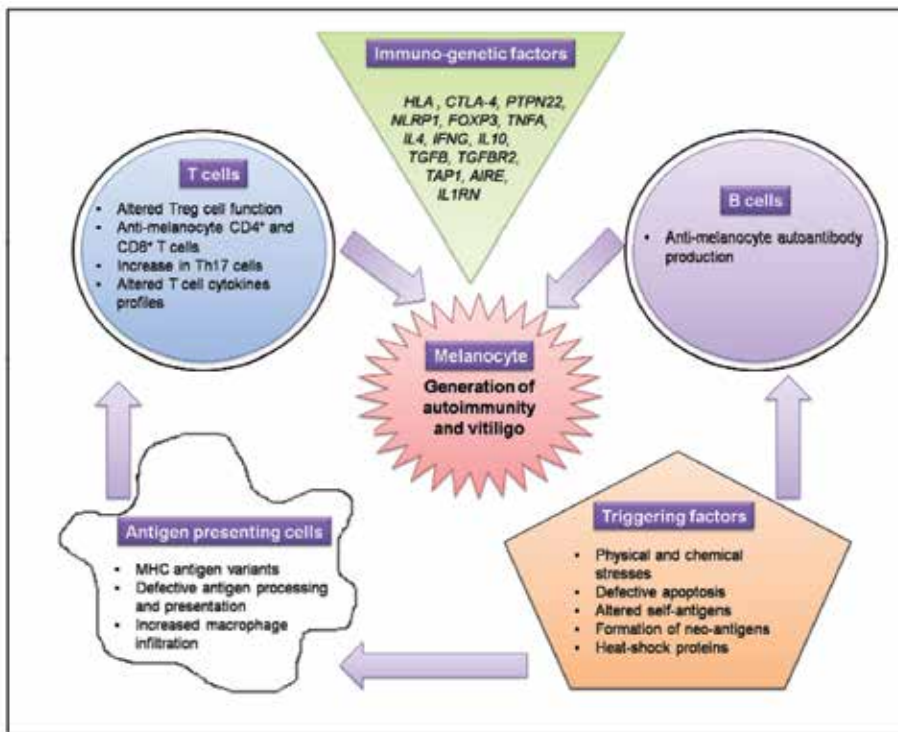 Immuno-genetic factors
HLA , CTLA-4, PTPN22,
NLRP1, FOXP3, TNFA,
IL4, IFNG, IL10,
TGFB, TGFBR2,
TAP1, AIRE,
IL1RN
T cells
• Altered Treg cell function
• Anti-melanocyte CD4⁺ and
CD8⁺ T cells
• Increase in Th17 cells
• Altered T cell cytokines
profiles
B cells
• Anti-melanocyte autoantibody
production
Melanocyte
Generation of
autoimmunity
and vitiligo
Antigen presenting cells
• MHC antigen variants
• Defective antigen processing
and presentation
• Increased macrophage
infiltration
Triggering factors
• Physical and chemical
stresses
• Defective apoptosis
• Altered self-antigens
• Formation of neo-antigens
• Heat-shock proteins